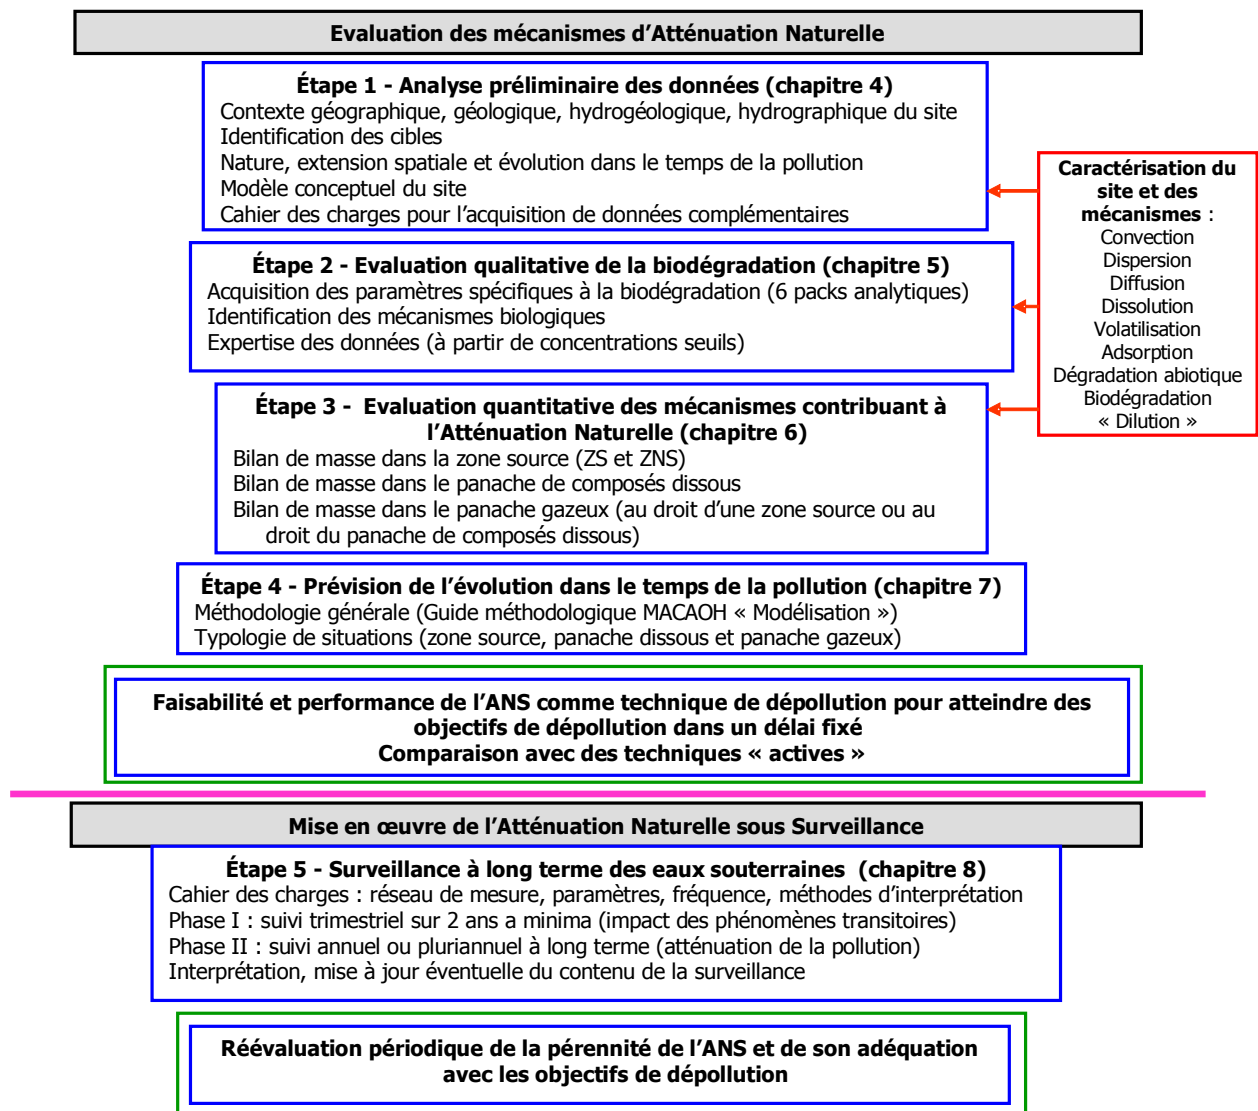 Evaluation des mécanismes d’Atténuation Naturelle
Étape 1 - Analyse préliminaire des données (chapitre 4)
Contexte géographique, géologique, hydrogéologique, hydrographique du site
Identification des cibles
Nature, extension spatiale et évolution dans le temps de la pollution
Modèle conceptuel du site
Cahier des charges pour l’acquisition de données complémentaires
Caractérisation du
site et des
mécanismes :
Convection
Dispersion
Diffusion
Dissolution
Volatilisation
Adsorption
Dégradation abiotique
Biodégradation
« Dilution »
Étape 2 - Evaluation qualitative de la biodégradation (chapitre 5)
Acquisition des paramètres spécifiques à la biodégradation (6 packs analytiques)
Identification des mécanismes biologiques
Expertise des données (à partir de concentrations seuils)
Étape 3 - Evaluation quantitative des mécanismes contribuant à
l’Atténuation Naturelle (chapitre 6)
Bilan de masse dans la zone source (ZS et ZNS)
Bilan de masse dans le panache de composés dissous
Bilan de masse dans le panache gazeux (au droit d’une zone source ou au
droit du panache de composés dissous)
Étape 4 - Prévision de l’évolution dans le temps de la pollution (chapitre 7)
Méthodologie générale (Guide méthodologique MACAOH « Modélisation »)
Typologie de situations (zone source, panache dissous et panache gazeux)
Faisabilité et performance de l’ANS comme technique de dépollution pour atteindre des
objectifs de dépollution dans un délai fixé
Comparaison avec des techniques « actives »
Mise en œuvre de l’Atténuation Naturelle sous Surveillance
Étape 5 - Surveillance à long terme des eaux souterraines (chapitre 8)
Cahier des charges : réseau de mesure, paramètres, fréquence, méthodes d’interprétation
Phase I : suivi trimestriel sur 2 ans a minima (impact des phénomènes transitoires)
Phase II : suivi annuel ou pluriannuel à long terme (atténuation de la pollution)
Interprétation, mise à jour éventuelle du contenu de la surveillance
Réévaluation périodique de la pérennité de l’ANS et de son adéquation
avec les objectifs de dépollution